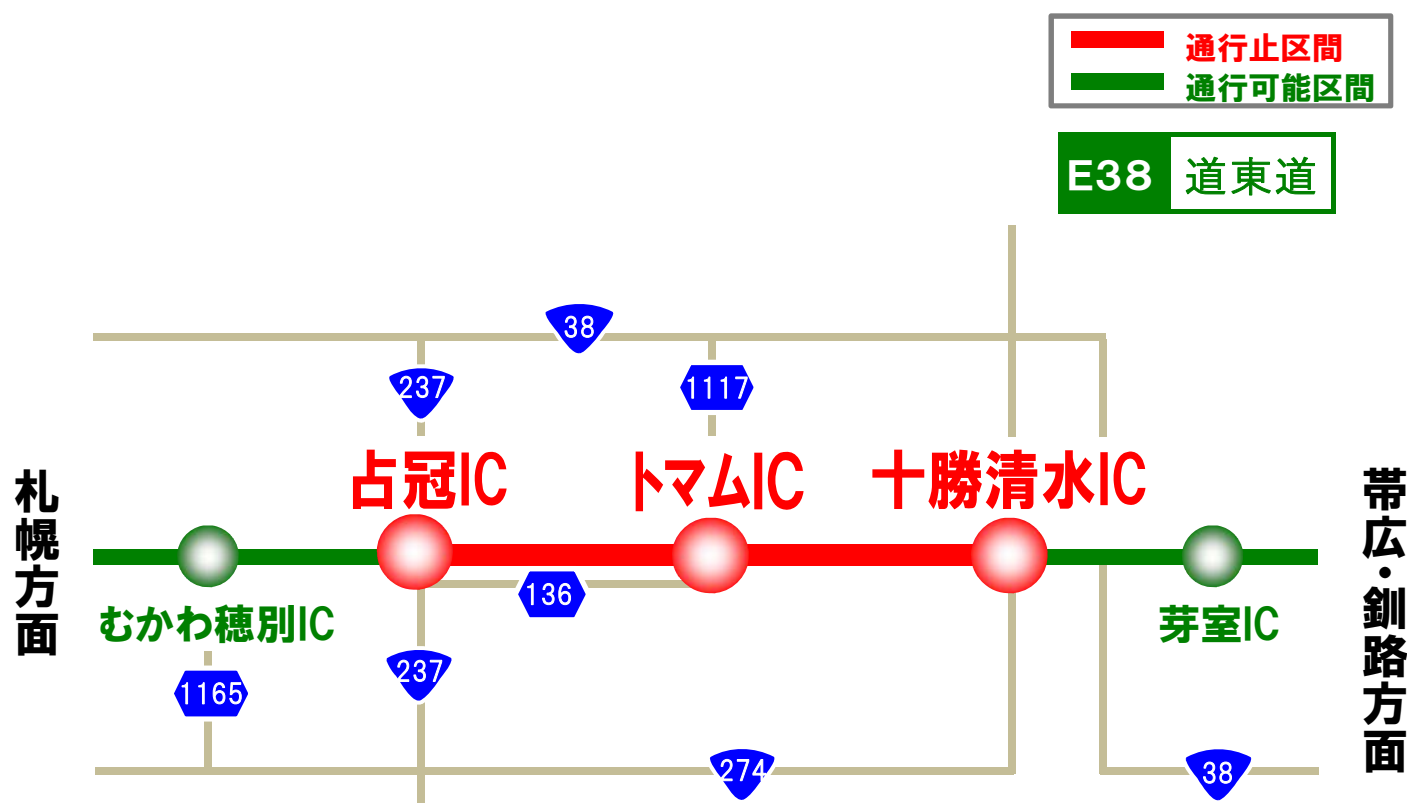 通行止区間
通行可能区間
E38 道東道
38
237
1117
占冠IC
トマムIC
十勝清水IC
札幌方面
帯広・釧路方面
136
むかわ穂別IC
芽室IC
237
1165
274
38